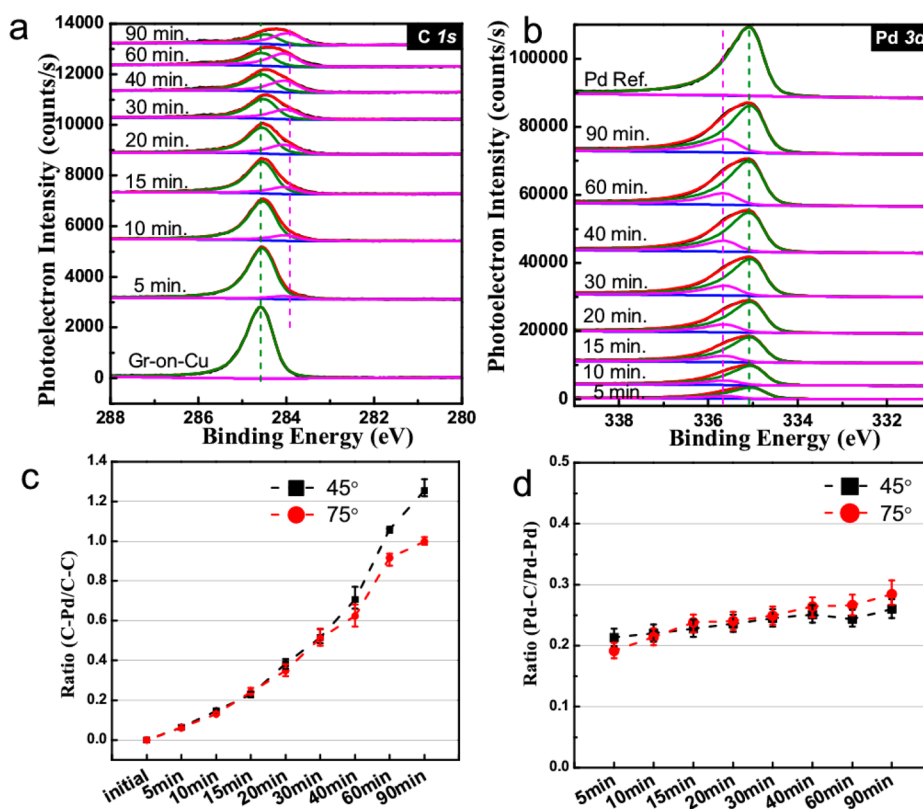 a
C 1s
Photoelectron Intensity (counts/s)
14000
12000
10000
8000
6000
4000
2000
0
90 min.
60 min.
40 min.
30 min.
20 min.
15 min.
10 min.
5 min.
Gr-on-Cu
288
286
284
282
280
Binding Energy (eV)
b
Pd 3d
Photoelectron Intensity (counts/s)
100000
80000
60000
40000
20000
0
Pd Ref.
90 min.
60 min.
40 min.
30 min.
20 min.
15 min.
10 min.
5 min.
338
336
334
332
Binding Energy (eV)
c
Ratio (C-Pd/C-C)
1.4
1.2
1.0
0.8
0.6
0.4
0.2
0.0
45°
75°
initial
5min
10min
15min
20min
30min
40min
60min
90min
d
Ratio (Pd-C/Pd-Pd)
0.5
0.4
0.3
0.2
0.1
0.0
45°
75°
5min
10min
15min
20min
30min
40min
60min
90min